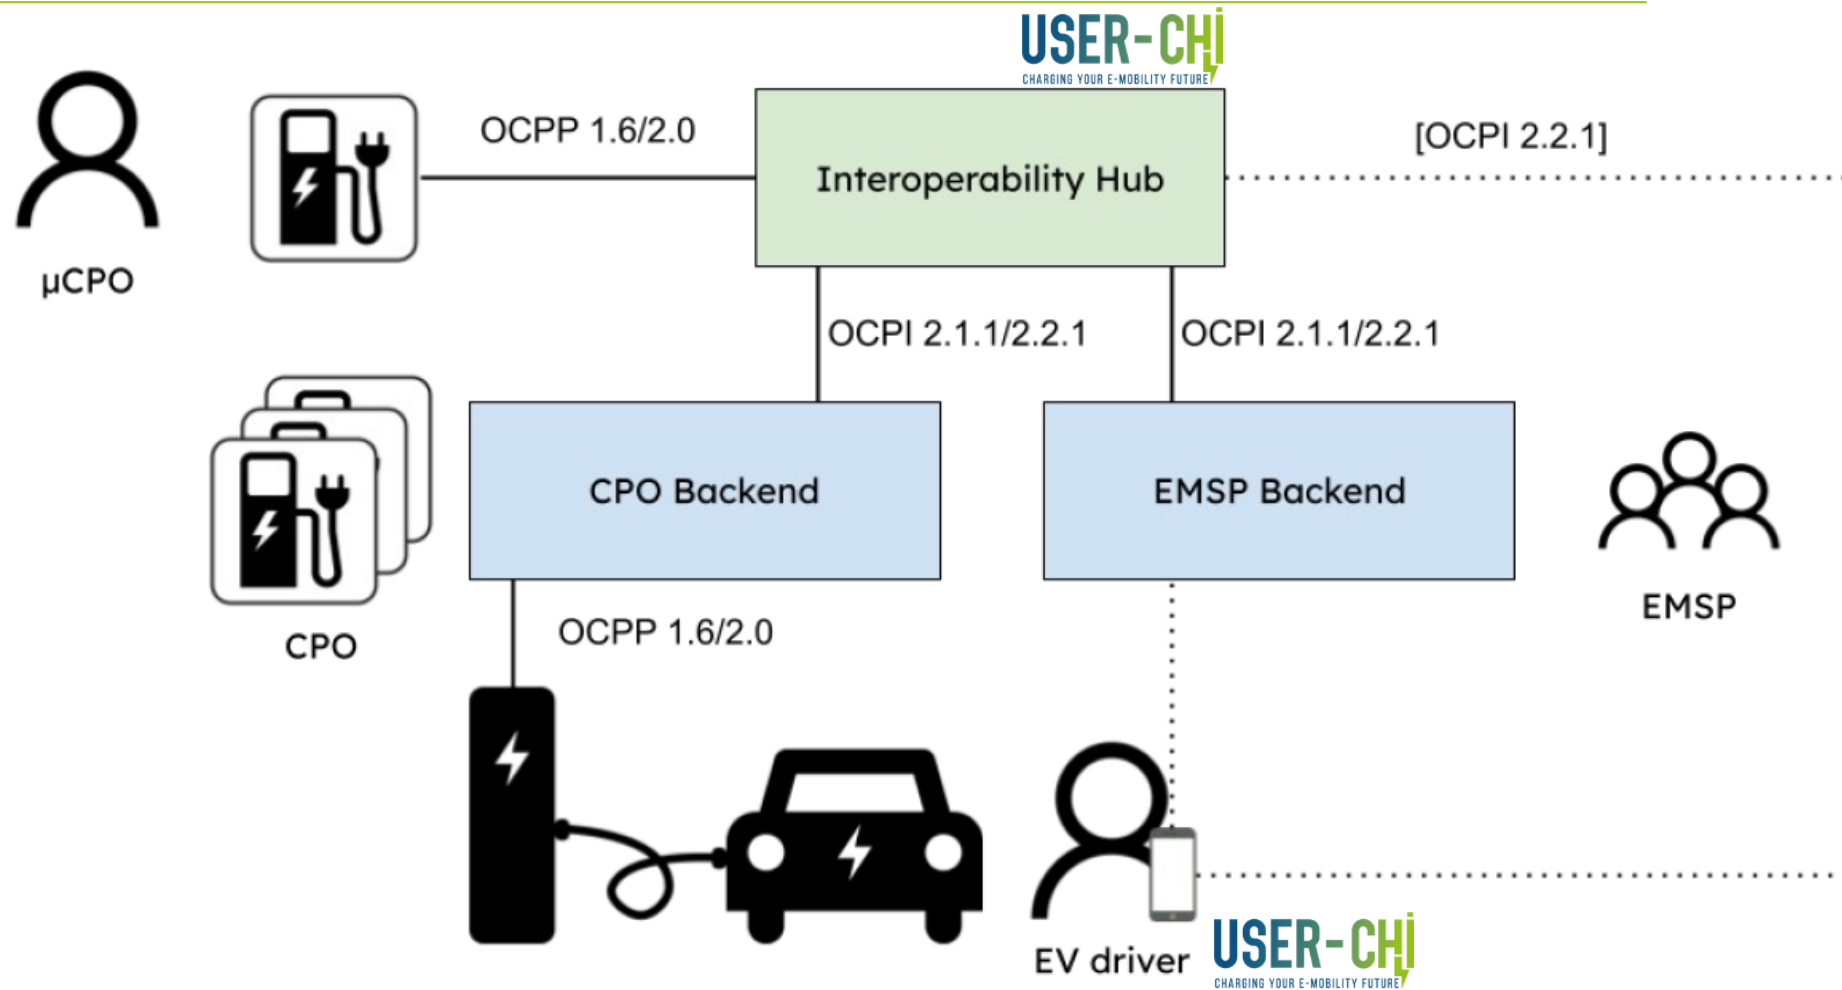 USER-CHI
CHARGING YOUR E-MOBILITY FUTURE
OCPP 1.6/2.0
[OCPI 2.2.1]
Interoperability Hub
µCPO
OCPI 2.1.1/2.2.1
OCPI 2.1.1/2.2.1
CPO Backend
EMSP Backend
EMSP
OCPP 1.6/2.0
CPO
EV driver
USER-CHI
CHARGING YOUR E-MOBILITY FUTURE